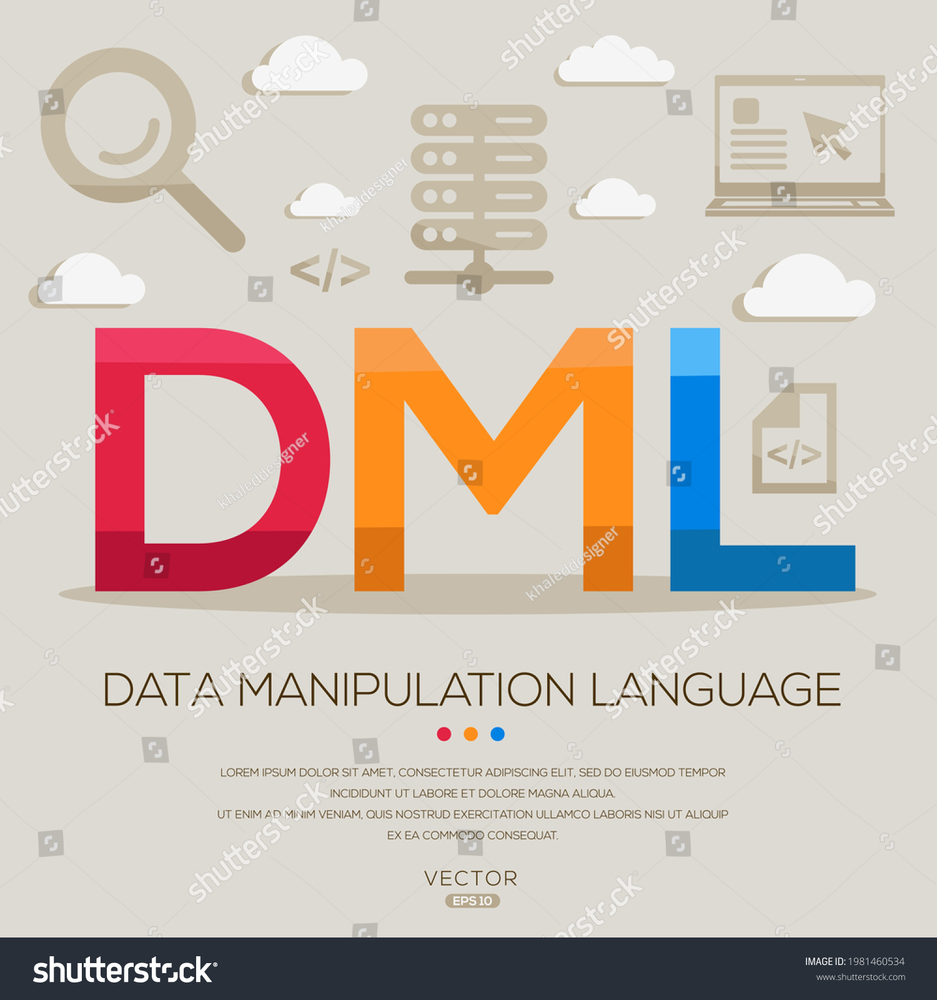 </>
DML
</>
DATA MANIPULATION LANGUAGE
LOREM IPSUM DOLOR SIT AMET, CONSECTETUR ADIPISCING ELIT, SED DO EIUSMOD TEMPOR
INCIDIDUNT UT LABORE ET DOLORE MAGNA ALIQUA.
UT ENIM AD MINIM VENIAM, QUIS NOSTRUD EXERCITATION ULLAMCO LABORIS NISI UT ALIQUIP
EX EA COMMODO CONSEQUAT.
VECTOR
EPS 10
shutterstock
IMAGE ID: 1981460534
www.shutterstock.com
shutterstock
khaleddesigner